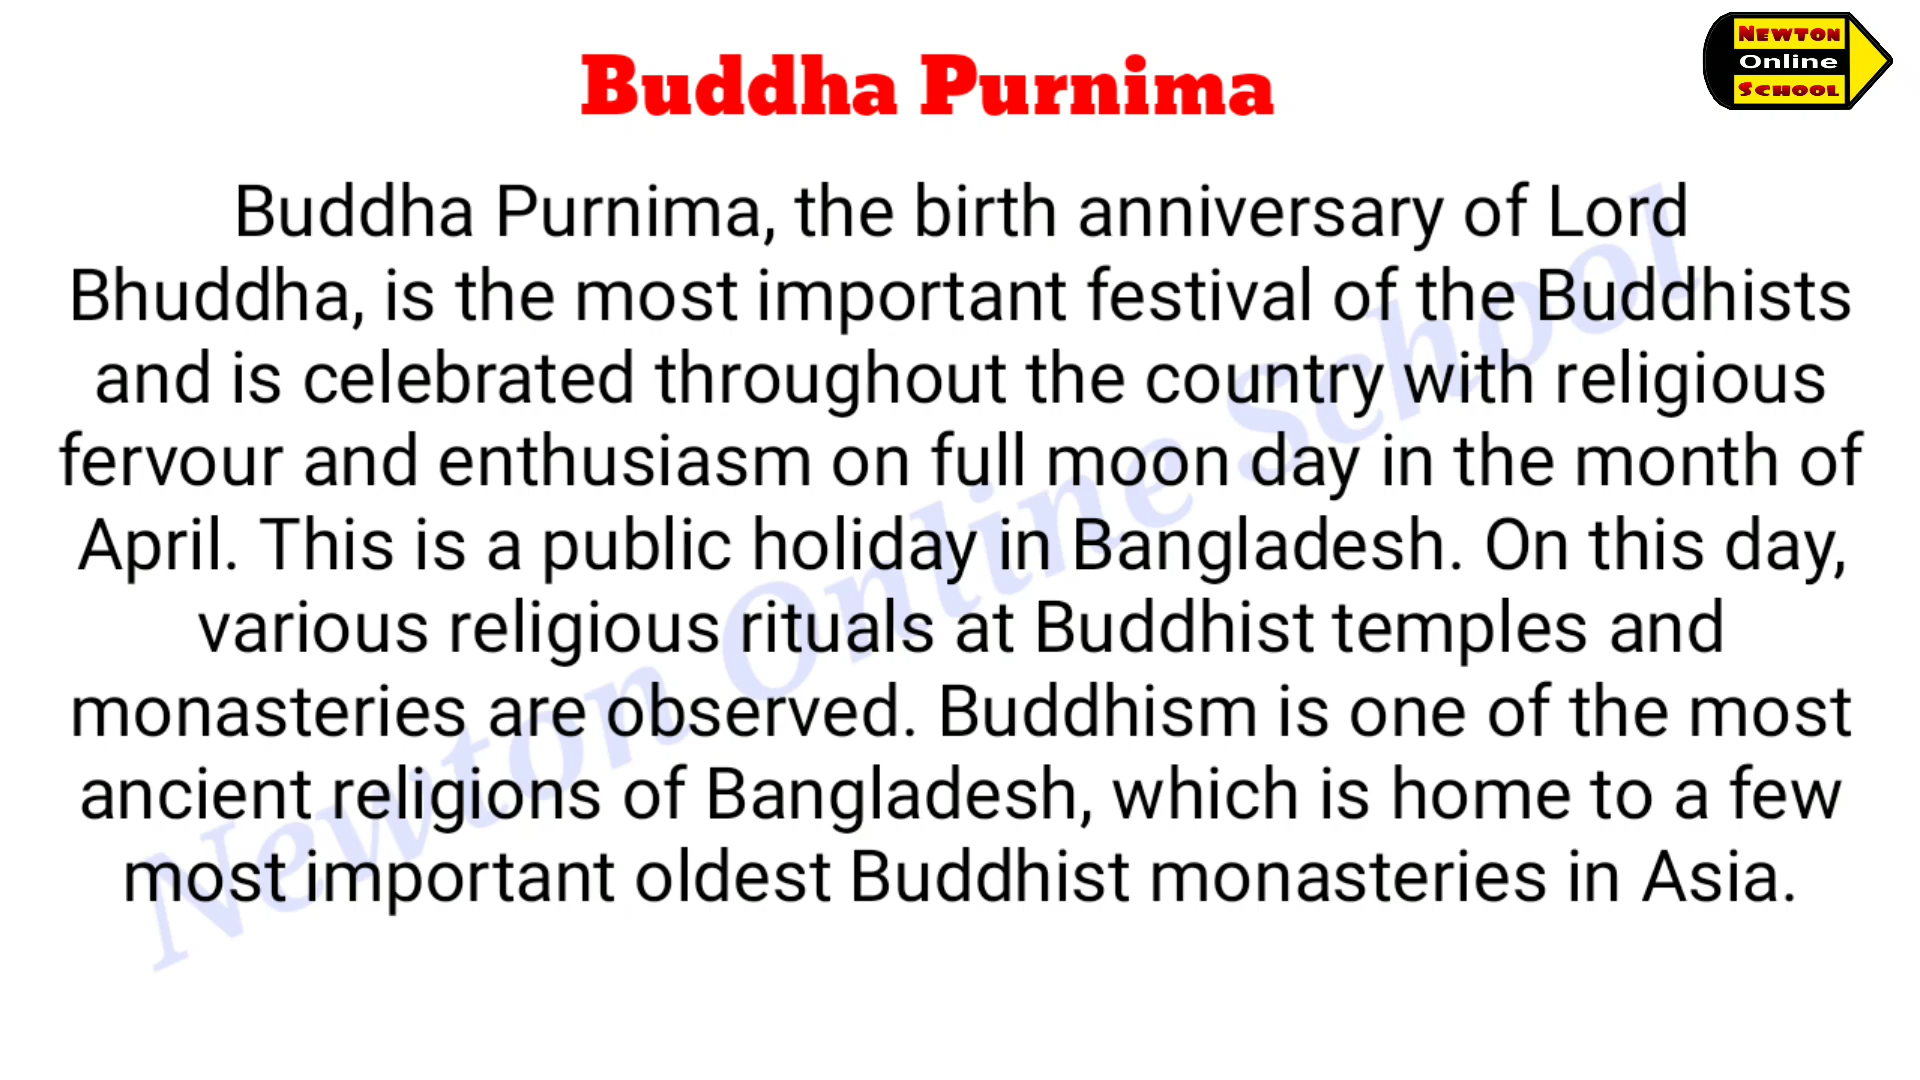 Buddha Purnima
NEWTON
Online
SCHOOL
Buddha Purnima, the birth anniversary of Lord
Bhuddha, is the most important festival of the Buddhists
and is celebrated throughout the country with religious
fervour and enthusiasm on full moon day in the month of
April. This is a public holiday in Bangladesh. On this day,
various religious rituals at Buddhist temples and
monasteries are observed. Buddhism is one of the most
ancient religions of Bangladesh, which is home to a few
most important oldest Buddhist monasteries in Asia.
Newton Online School